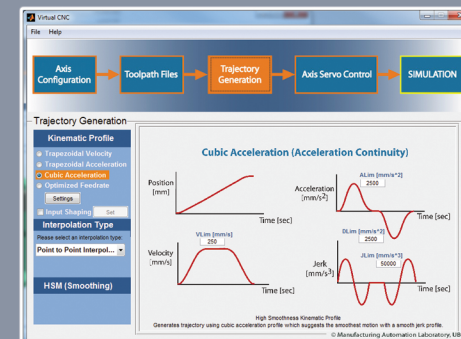 Virtual CNC
File Help
Axis Configuration
Toolpath Files
Trajectory Generation
Axis Servo Control
SIMULATION
Trajectory Generation
Kinematic Profile
Trapezoidal Velocity
Trapezoidal Acceleration
Cubic Acceleration
Optimized Feedrate
Settings
Input Shaping Set
Interpolation Type
Please select an interpolation type:
Point to Point Interpol...
HSM (Smoothing)
Cubic Acceleration (Acceleration Continuity)
Position [mm]
Time [sec]
Acceleration [mm/s²]
ALim [mm/s^2]
2500
Time [sec]
Velocity [mm/s]
VLim [mm/s]
250
Time [sec]
DLim [mm/s^2]
2500
Jerk [mm/s³]
JLim [mm/s^3]
50000
Time [sec]
High Smoothness Kinematic Profile
Generates trajectory using cubic acceleration profile which suggests the smoothest motion with a smooth jerk profile.
© Manufacturing Automation Laboratory, UB